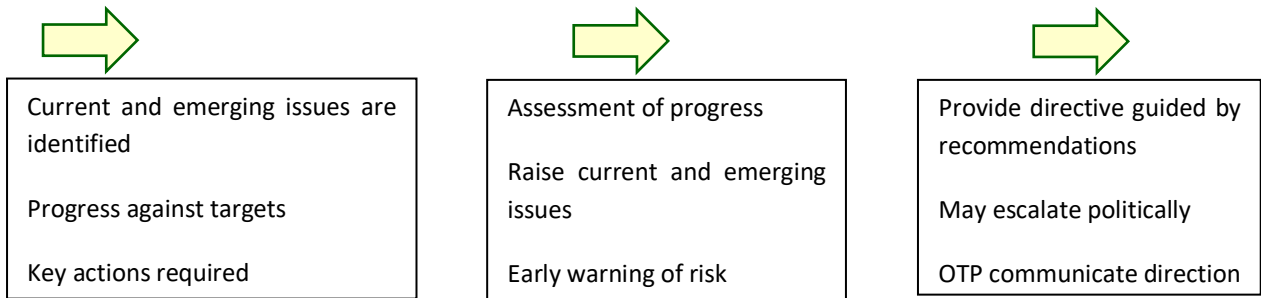 Current and emerging issues are
identified
Progress against targets
Key actions required
Assessment of progress
Raise current and emerging
issues
Early warning of risk
Provide directive guided by
recommendations
May escalate politically
OTP communicate direction